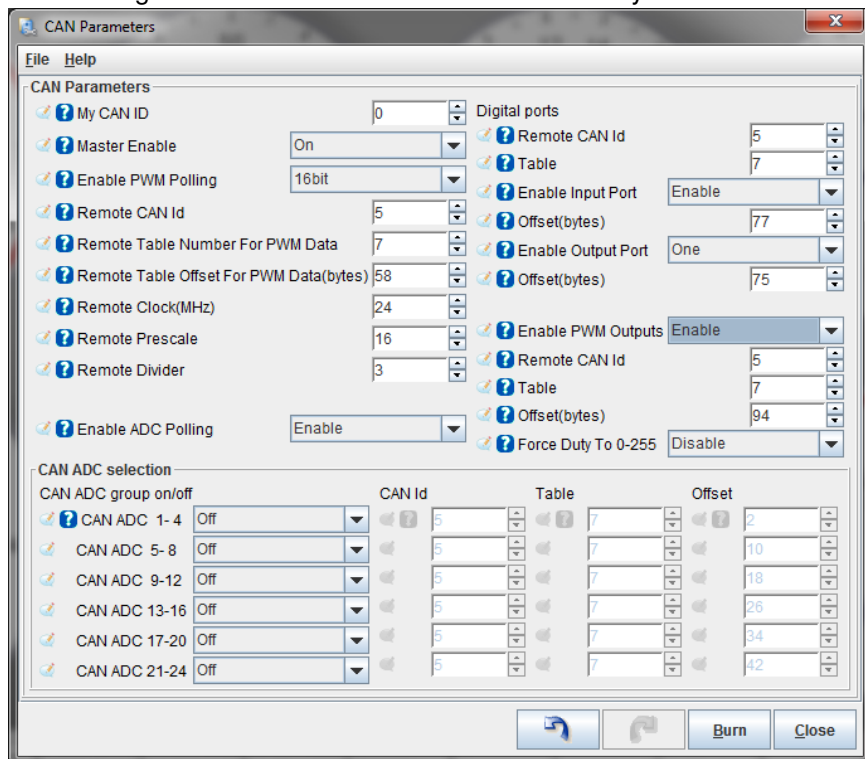 CAN Parameters
File Help
CAN Parameters
My CAN ID 0
Master Enable On
Enable PWM Polling 16bit
Remote CAN Id 5
Remote Table Number For PWM Data 7
Remote Table Offset For PWM Data(bytes) 58
Remote Clock(MHz) 24
Remote Prescale 16
Remote Divider 3
Enable ADC Polling Enable
Digital ports
Remote CAN Id 5
Table 7
Enable Input Port Enable
Offset(bytes) 77
Enable Output Port One
Offset(bytes) 75
Enable PWM Outputs Enable
Remote CAN Id 5
Table 7
Offset(bytes) 94
Force Duty To 0-255 Disable
CAN ADC selection
CAN ADC group on/off CAN Id Table Offset
CAN ADC 1- 4 Off 5 7 2
CAN ADC 5- 8 Off 5 7 10
CAN ADC 9-12 Off 5 7 18
CAN ADC 13-16 Off 5 7 26
CAN ADC 17-20 Off 5 7 34
CAN ADC 21-24 Off 5 7 42
Burn Close